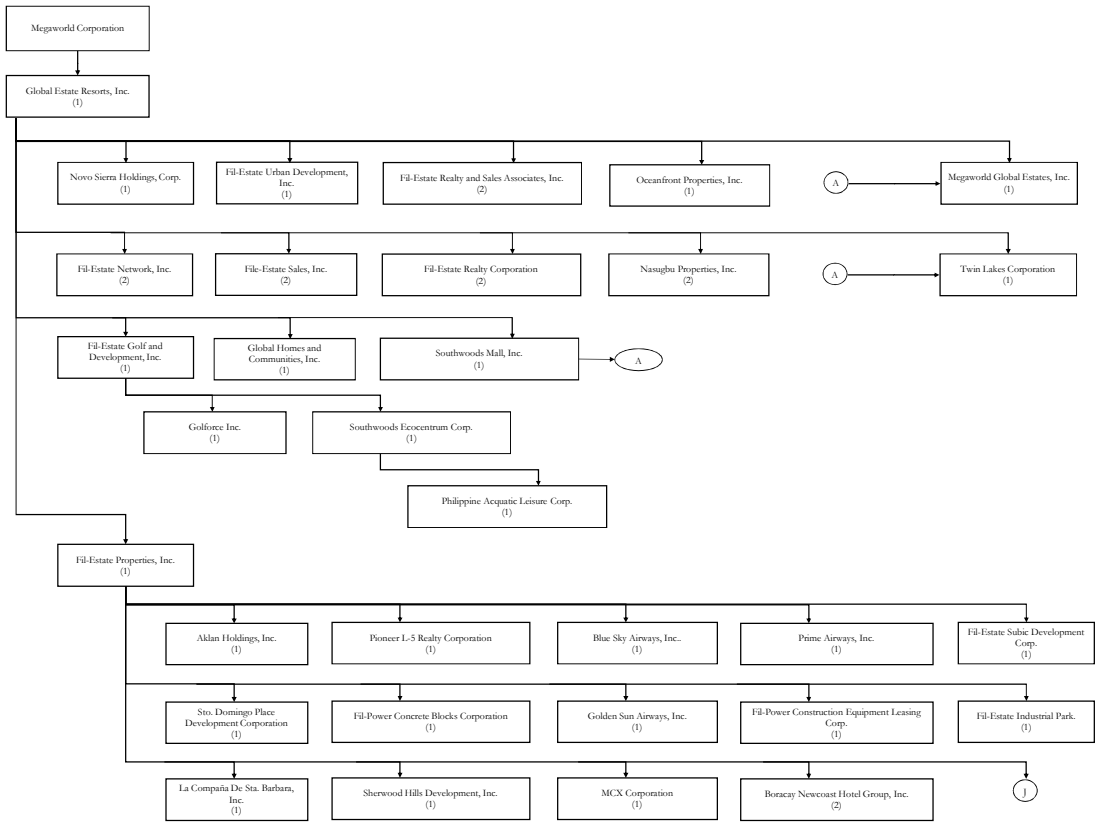 Megaworld Corporation
Global Estate Resorts, Inc.
(1)
Novo Sierra Holdings, Corp.
(1)
Fil-Estate Urban Development,
Inc.
(1)
Fil-Estate Realty and Sales Associates, Inc.
(2)
Oceanfront Properties, Inc.
(1)
A
Megaworld Global Estates, Inc.
(1)
Fil-Estate Network, Inc.
(2)
File-Estate Sales, Inc.
(2)
Fil-Estate Realty Corporation
(2)
Nasugbu Properties, Inc.
(2)
A
Twin Lakes Corporation
(1)
Fil-Estate Golf and
Development, Inc.
(1)
Global Homes and
Communities, Inc.
(1)
Southwoods Mall, Inc.
(1)
A
Golforce Inc.
(1)
Southwoods Ecocentrum Corp.
(1)
Philippine Acquatic Leisure Corp.
(1)
Fil-Estate Properties, Inc.
(1)
Aklan Holdings, Inc.
(1)
Pioneer L-5 Realty Corporation
(1)
Blue Sky Airways, Inc..
(1)
Prime Airways, Inc.
(1)
Fil-Estate Subic Development
Corp.
(1)
Sto. Domingo Place
Development Corporation
(1)
Fil-Power Concrete Blocks Corporation
(1)
Golden Sun Airways, Inc.
(1)
Fil-Power Construction Equipment Leasing
Corp.
(1)
Fil-Estate Industrial Park.
(1)
La Compaña De Sta. Barbara,
Inc.
(1)
Sherwood Hills Development, Inc.
(1)
MCX Corporation
(1)
Boracay Newcoast Hotel Group, Inc.
(2)
J